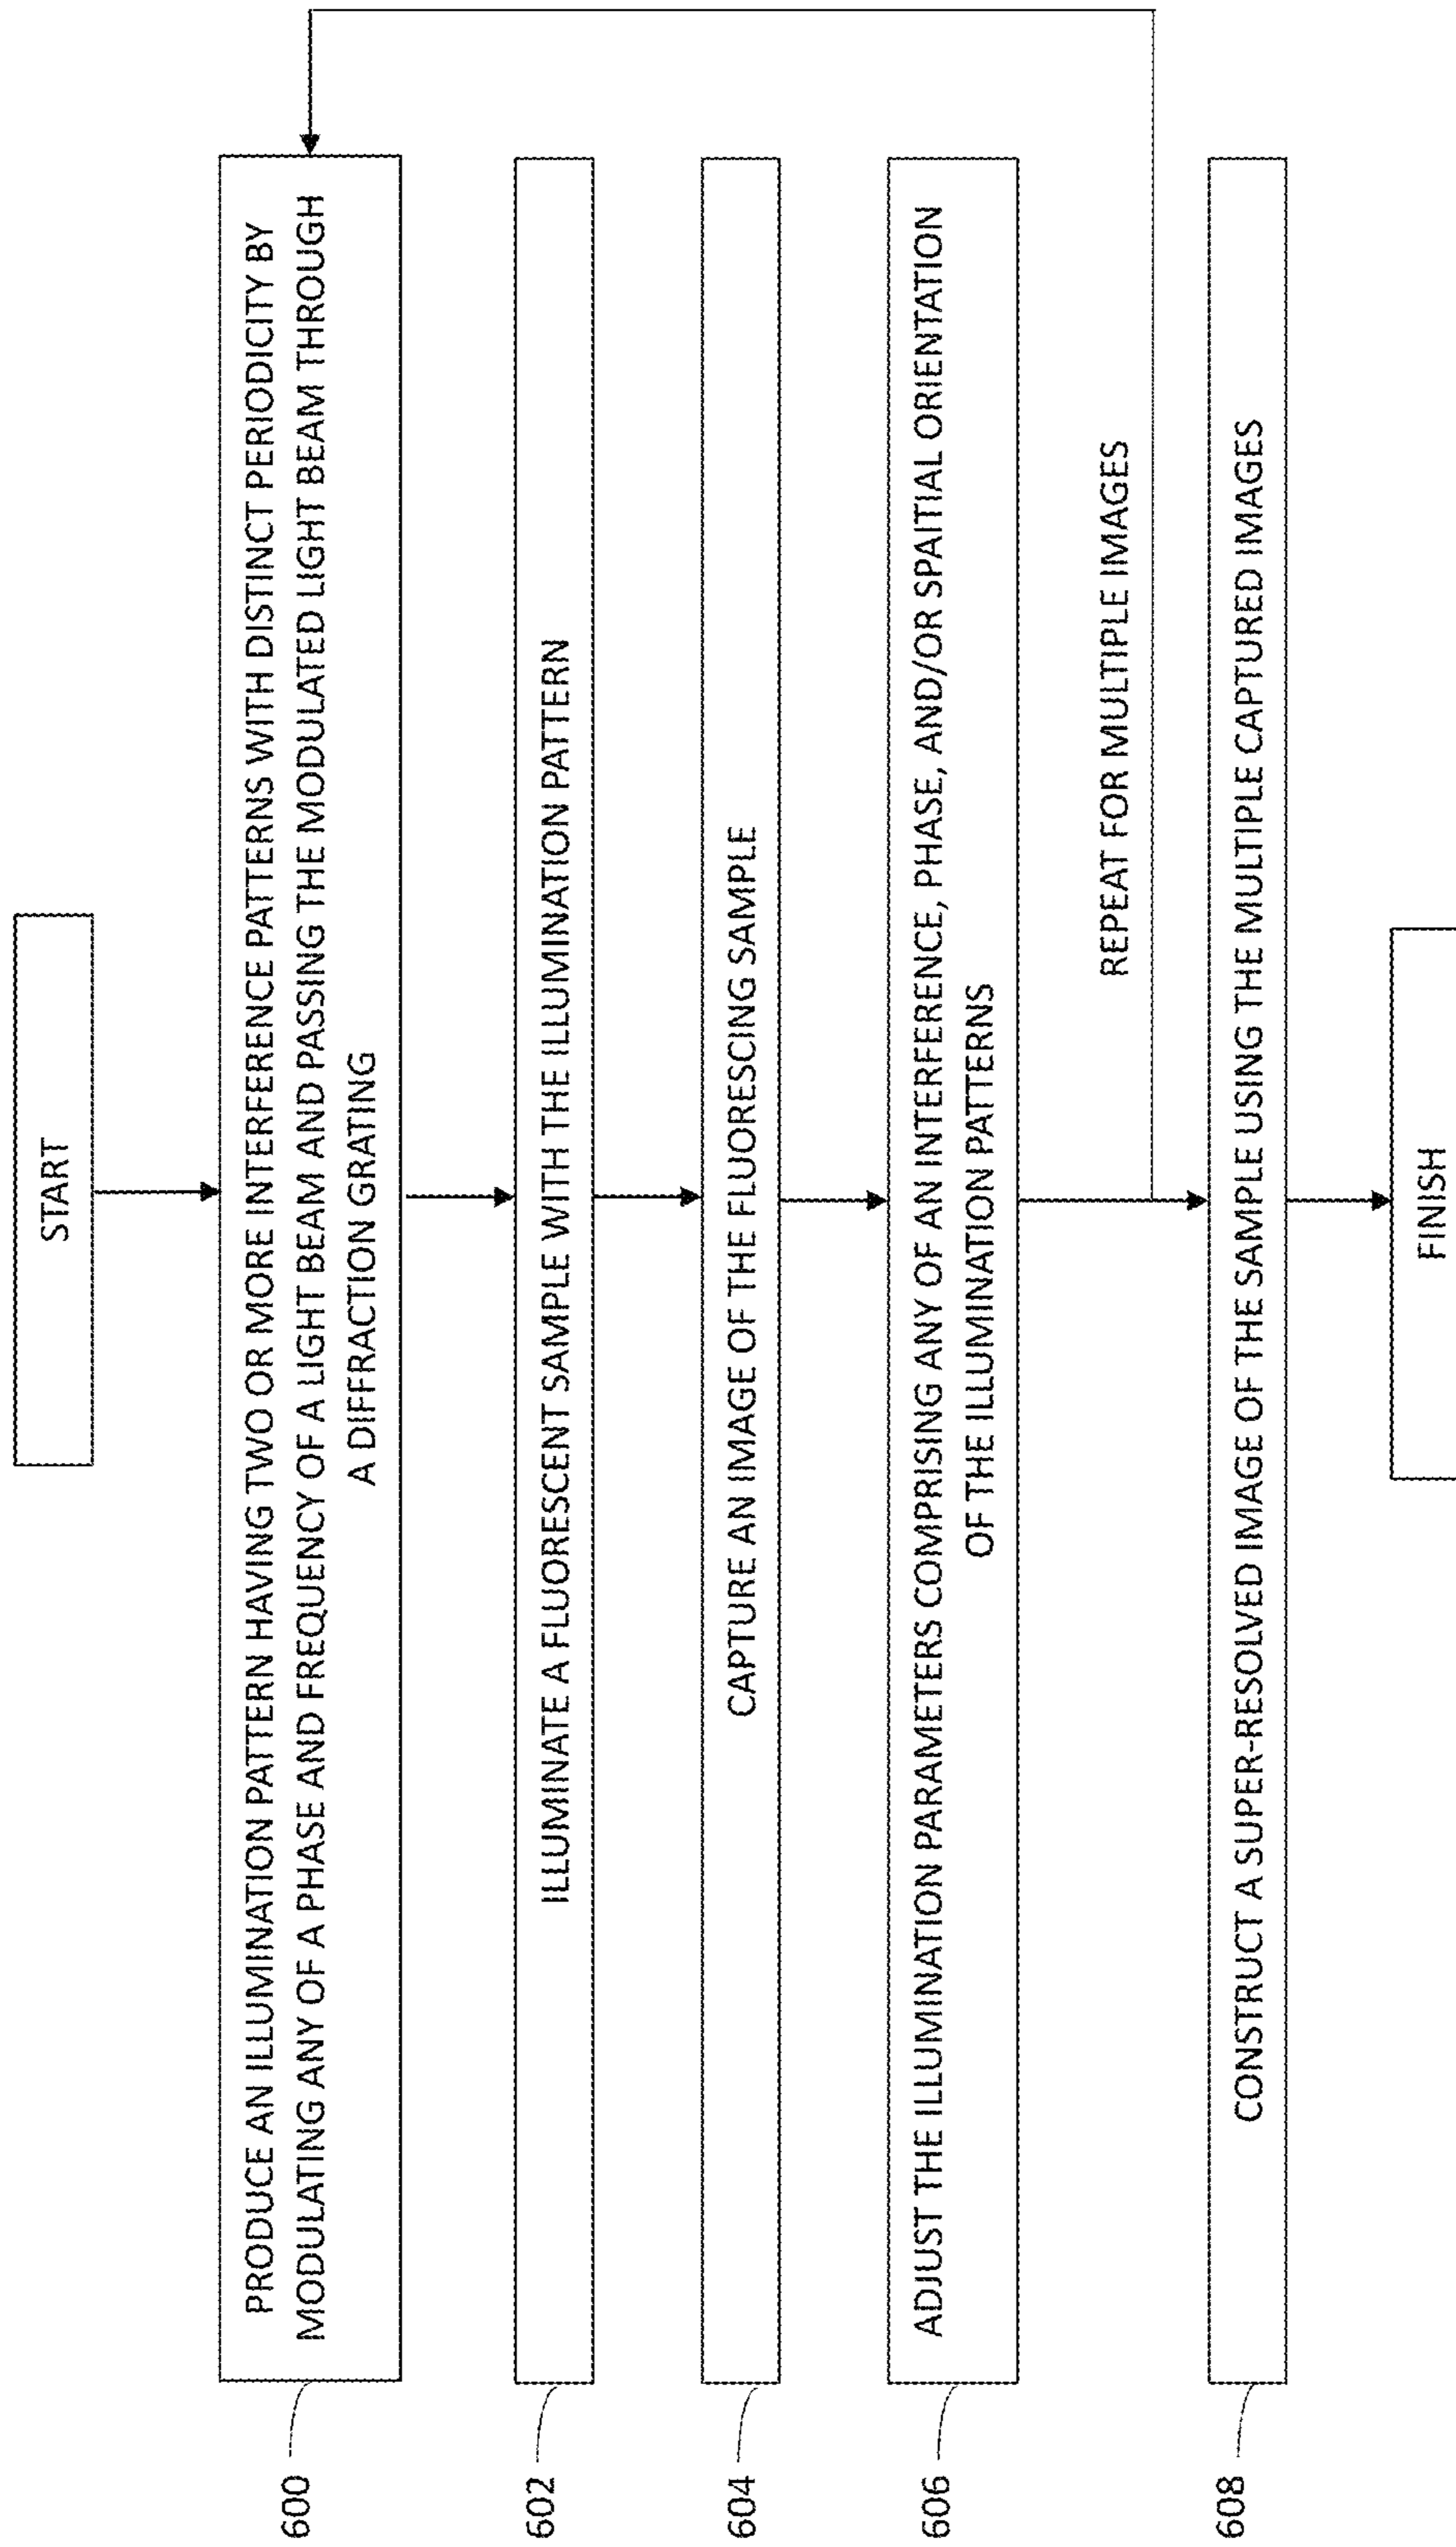 START
600
PRODUCE AN ILLUMINATION PATTERN HAVING TWO OR MORE INTERFERENCE PATTERNS WITH DISTINCT PERIODICITY BY
MODULATING ANY OF A PHASE AND FREQUENCY OF A LIGHT BEAM AND PASSING THE MODULATED LIGHT BEAM THROUGH
A DIFFRACTION GRATING
602
ILLUMINATE A FLUORESCENT SAMPLE WITH THE ILLUMINATION PATTERN
604
CAPTURE AN IMAGE OF THE FLUORESCING SAMPLE
606
ADJUST THE ILLUMINATION PARAMETERS COMPRISING ANY OF AN INTERFERENCE, PHASE, AND/OR SPAITIAL ORIENTATION
OF THE ILLUMINATION PATTERNS
REPEAT FOR MULTIPLE IMAGES
608
CONSTRUCT A SUPER-RESOLVED IMAGE OF THE SAMPLE USING THE MULTIPLE CAPTURED IMAGES
FINISH